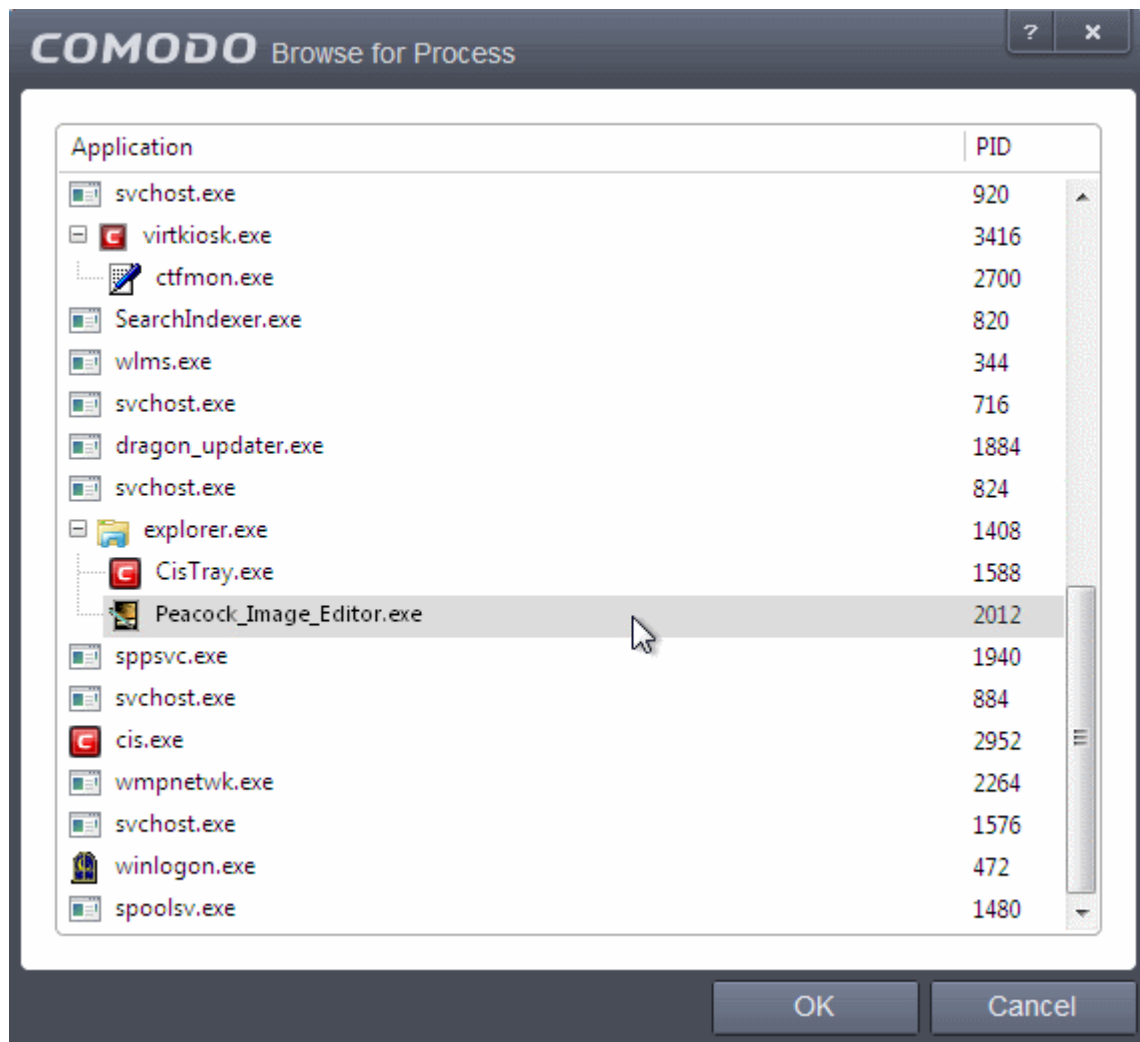 COMODO Browse for Process ? x
Application PID
svchost.exe 920
virtkiosk.exe 3416
ctfmon.exe 2700
SearchIndexer.exe 820
wlms.exe 344
svchost.exe 716
dragon_updater.exe 1884
svchost.exe 824
explorer.exe 1408
CisTray.exe 1588
Peacock_Image_Editor.exe 2012
sppsvc.exe 1940
svchost.exe 884
cis.exe 2952
wmpnetwk.exe 2264
svchost.exe 1576
winlogon.exe 472
spoolsv.exe 1480
OK Cancel